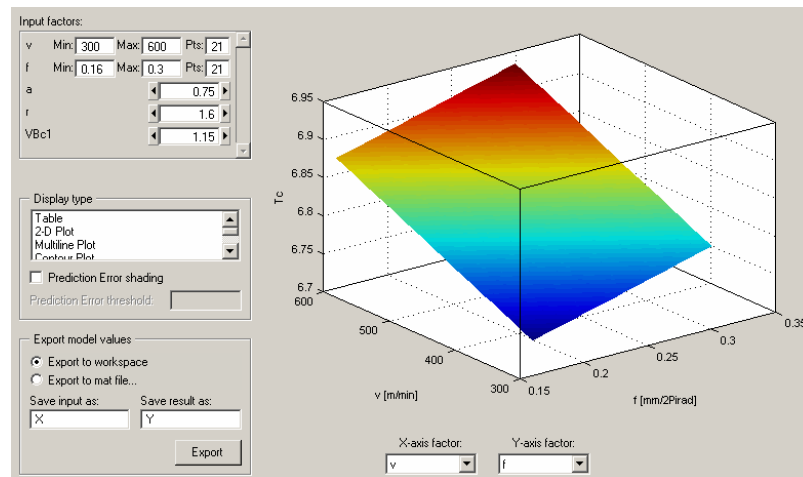 Input factors:
v Min: 300 Max: 600 Pts: 21
f Min: 0.16 Max: 0.3 Pts: 21
a 0.75
r 1.6
VBc1 1.15
Display type
Table
2-D Plot
Multiline Plot
Contour Plot
Prediction Error shading
Prediction Error threshold:
Export model values
Export to workspace
Export to mat file...
Save input as: Save result as:
X Y
Export
6.95
6.9
6.85
6.8
6.75
6.7
Tc
600
500
400
300
v [m/min]
0.15
0.2
0.25
0.3
0.35
f [mm/2Pirad]
X-axis factor: Y-axis factor:
v f